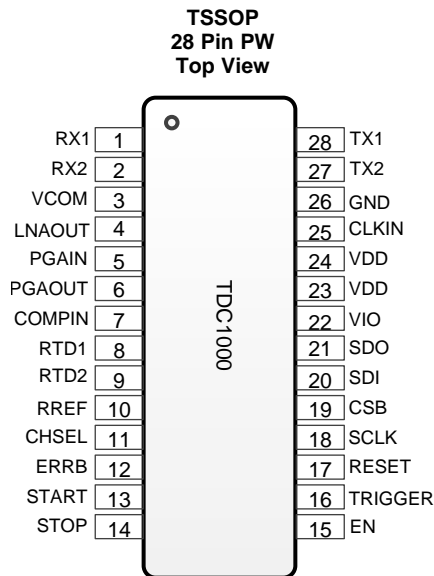 TSSOP
28 Pin PW
Top View
RX1 1 28 TX1
RX2 2 27 TX2
VCOM 3 26 GND
LNAOUT 4 25 CLKIN
PGAIN 5 24 VDD
PGAOUT 6 23 VDD
COMPIN 7 22 VIO
RTD1 8 21 SDO
RTD2 9 20 SDI
RREF 10 19 CSB
CHSEL 11 18 SCLK
ERRB 12 17 RESET
START 13 16 TRIGGER
STOP 14 15 EN
TDC1000